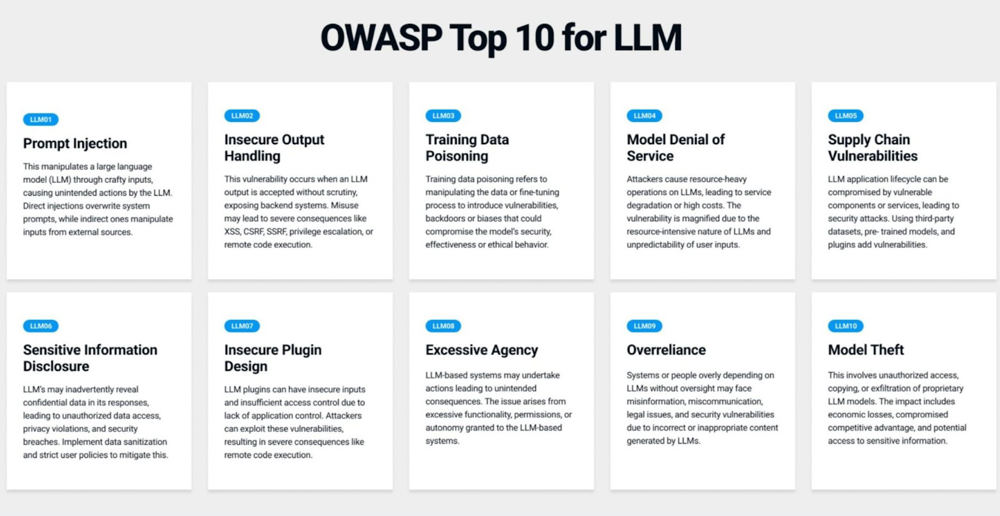 OWASP Top 10 for LLM
LLM01
Prompt Injection
This manipulates a large language
model (LLM) through crafty inputs,
causing unintended actions by the LLM.
Direct injections overwrite system
prompts, while indirect ones manipulate
inputs from external sources.
LLM02
Insecure Output
Handling
This vulnerability occurs when an LLM
output is accepted without scrutiny,
exposing backend systems. Misuse
may lead to severe consequences like
XSS, CSRF, SSRF, privilege escalation, or
remote code execution.
LLM03
Training Data
Poisoning
Training data poisoning refers to
manipulating the data or fine-tuning
process to introduce vulnerabilities,
backdoors or biases that could
compromise the model's security,
effectiveness or ethical behavior.
LLM04
Model Denial of
Service
Attackers cause resource-heavy
operations on LLMs, leading to service
degradation or high costs. The
vulnerability is magnified due to the
resource-intensive nature of LLMs and
unpredictability of user inputs.
LLM05
Supply Chain
Vulnerabilities
LLM application lifecycle can be
compromised by vulnerable
components or services, leading to
security attacks. Using third-party
datasets, pre- trained models, and
plugins add vulnerabilities.
LLM06
Sensitive Information
Disclosure
LLM's may inadvertently reveal
confidential data in its responses,
leading to unauthorized data access,
privacy violations, and security
breaches. Implement data sanitization
and strict user policies to mitigate this.
LLM07
Insecure Plugin
Design
LLM plugins can have insecure inputs
and insufficient access control due to
lack of application control. Attackers
can exploit these vulnerabilities,
resulting in severe consequences like
remote code execution.
LLM08
Excessive Agency
LLM-based systems may undertake
actions leading to unintended
consequences. The issue arises from
excessive functionality, permissions, or
autonomy granted to the LLM-based
systems.
LLM09
Overreliance
Systems or people overly depending on
LLMs without oversight may face
misinformation, miscommunication,
legal issues, and security vulnerabilities
due to incorrect or inappropriate content
generated by LLMs.
LLM10
Model Theft
This involves unauthorized access,
copying, or exfiltration of proprietary
LLM models. The impact includes
economic losses, compromised
competitive advantage, and potential
access to sensitive information.